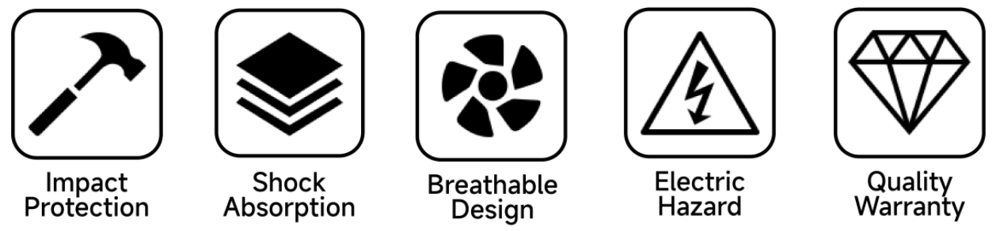 Impact
Protection
Shock
Absorption
Breathable
Design
Electric
Hazard
Quality
Warranty